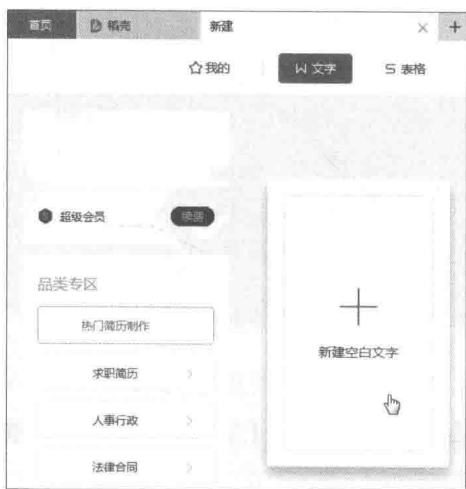 首页 稻壳 新建 × +
☆我的 W 文字 S 表格
超级会员 续费
品类专区
热门简历制作
求职简历 >
人事行政 >
法律合同 >
新建空白文字